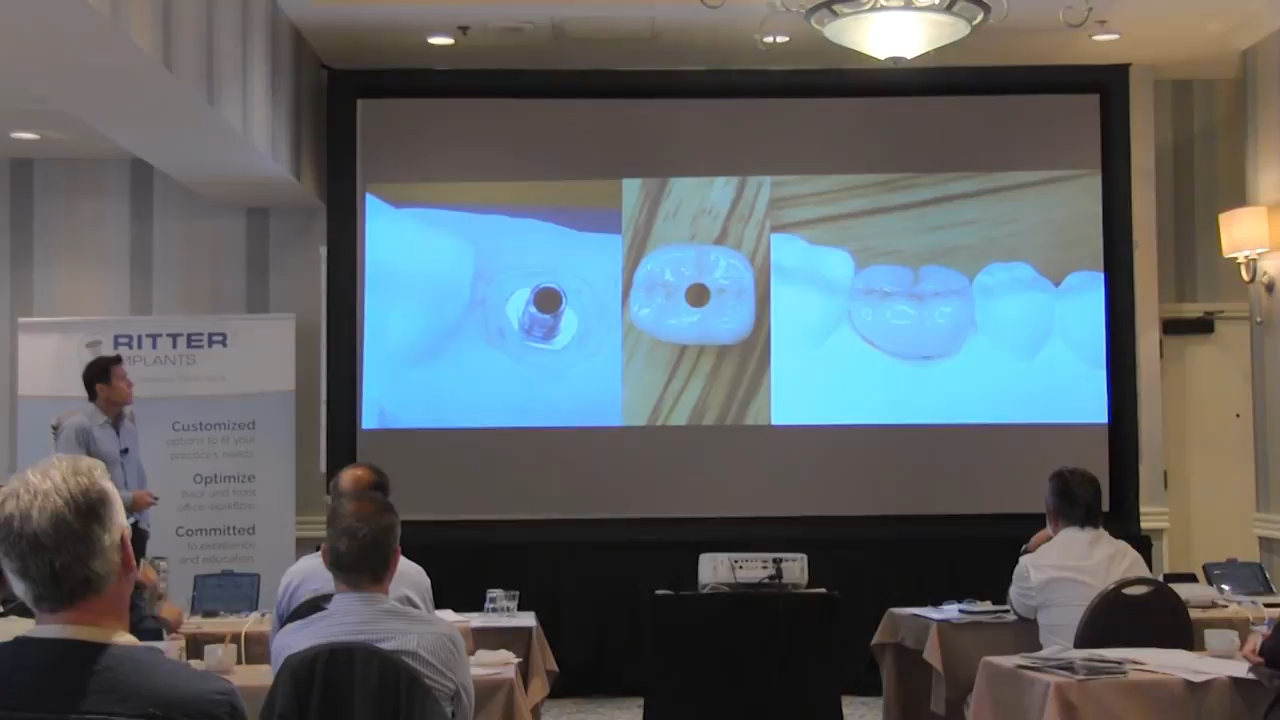 RITTER
IMPLANTS
Customized
options to fit your
practice's needs.
Optimize
back and front
office workflow.
Committed
to excellence
and education.